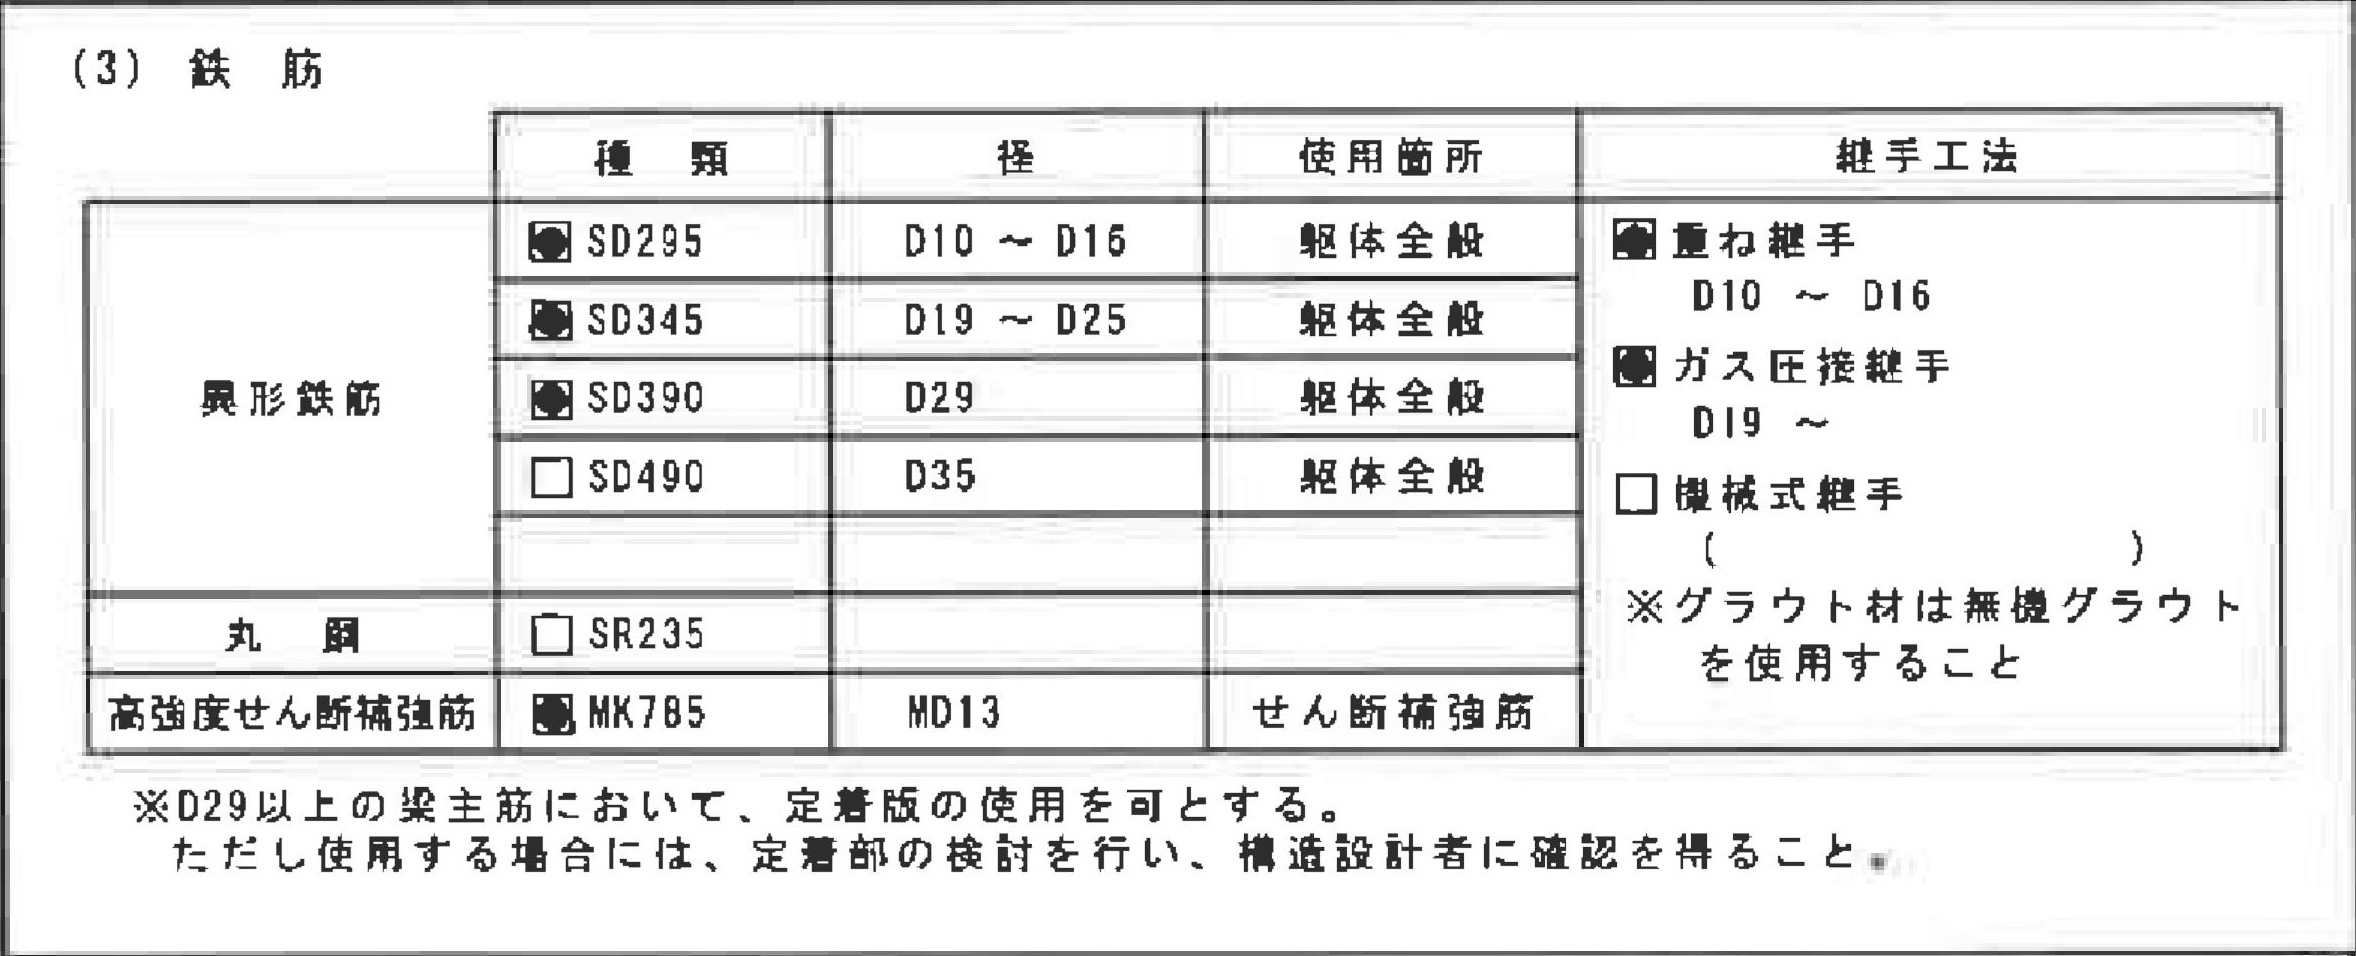 (3) 鉄　筋
種　類　径　使用箇所　継手工法
異形鉄筋
■ SD295　D10 ～ D16　躯体全般
■ SD345　D19 ～ D25　躯体全般
■ SD390　D29　躯体全般
□ SD490　D35　躯体全般
丸　鋼　□ SR235
高強度せん断補強筋　■ MK785　MD13　せん断補強筋
■ 重ね継手
D10 ～ D16
■ ガス圧接継手
D19 ～
□ 機械式継手
(　　　　　　　　)
※グラウト材は無機グラウト
を使用すること
※D29以上の梁主筋において、定着版の使用を可とする。
ただし使用する場合には、定着部の検討を行い、構造設計者に確認を得ること。